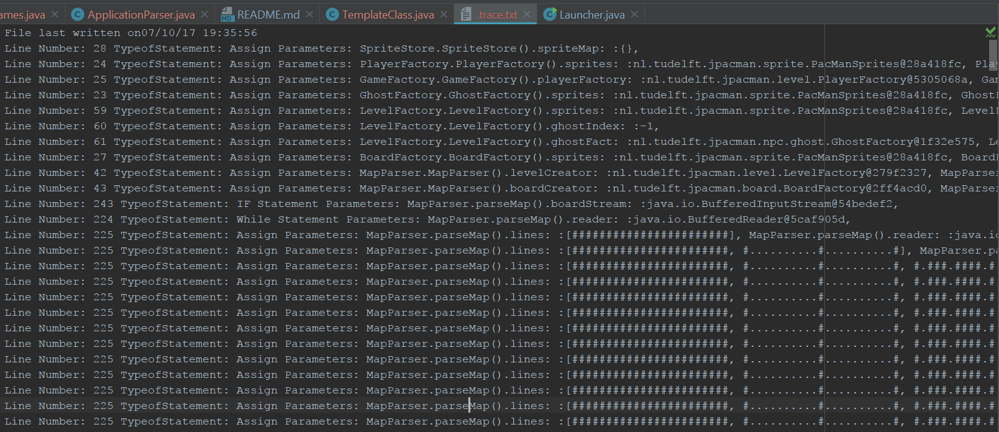 ames.java ApplicationParser.java README.md TemplateClass.java .trace.txt Launcher.java
File last written on07/10/17 19:35:56
Line Number: 28 TypeofStatement: Assign Parameters: SpriteStore.SpriteStore().spriteMap: :{},
Line Number: 24 TypeofStatement: Assign Parameters: PlayerFactory.PlayerFactory().sprites: :nl.tudelft.jpacman.sprite.PacManSprites@28a418fc, Play
Line Number: 25 TypeofStatement: Assign Parameters: GameFactory.GameFactory().playerFactory: :nl.tudelft.jpacman.level.PlayerFactory@5305068a, Gam
Line Number: 23 TypeofStatement: Assign Parameters: GhostFactory.GhostFactory().sprites: :nl.tudelft.jpacman.sprite.PacManSprites@28a418fc, GhostF
Line Number: 59 TypeofStatement: Assign Parameters: LevelFactory.LevelFactory().sprites: :nl.tudelft.jpacman.sprite.PacManSprites@28a418fc, LevelF
Line Number: 60 TypeofStatement: Assign Parameters: LevelFactory.LevelFactory().ghostIndex: :-1,
Line Number: 61 TypeofStatement: Assign Parameters: LevelFactory.LevelFactory().ghostFact: :nl.tudelft.jpacman.npc.ghost.GhostFactory@1f32e575, Le
Line Number: 27 TypeofStatement: Assign Parameters: BoardFactory.BoardFactory().sprites: :nl.tudelft.jpacman.sprite.PacManSprites@28a418fc, Board
Line Number: 42 TypeofStatement: Assign Parameters: MapParser.MapParser().levelCreator: :nl.tudelft.jpacman.level.LevelFactory@279f2327, MapParser
Line Number: 43 TypeofStatement: Assign Parameters: MapParser.MapParser().boardCreator: :nl.tudelft.jpacman.board.BoardFactory@2ff4acd0, MapParser
Line Number: 243 TypeofStatement: IF Statement Parameters: MapParser.parseMap().boardStream: :java.io.BufferedInputStream@54bedef2,
Line Number: 224 TypeofStatement: While Statement Parameters: MapParser.parseMap().reader: :java.io.BufferedReader@5caf905d,
Line Number: 225 TypeofStatement: Assign Parameters: MapParser.parseMap().lines: :[#######################], MapParser.parseMap().reader: :java.io
Line Number: 225 TypeofStatement: Assign Parameters: MapParser.parseMap().lines: :[#######################, #..........#..........#], MapParser.pa
Line Number: 225 TypeofStatement: Assign Parameters: MapParser.parseMap().lines: :[#######################, #..........#..........#, #.###.####.#
Line Number: 225 TypeofStatement: Assign Parameters: MapParser.parseMap().lines: :[#######################, #..........#..........#, #.###.####.#
Line Number: 225 TypeofStatement: Assign Parameters: MapParser.parseMap().lines: :[#######################, #..........#..........#, #.###.####.#
Line Number: 225 TypeofStatement: Assign Parameters: MapParser.parseMap().lines: :[#######################, #..........#..........#, #.###.####.#
Line Number: 225 TypeofStatement: Assign Parameters: MapParser.parseMap().lines: :[#######################, #..........#..........#, #.###.####.#
Line Number: 225 TypeofStatement: Assign Parameters: MapParser.parseMap().lines: :[#######################, #..........#..........#, #.###.####.#
Line Number: 225 TypeofStatement: Assign Parameters: MapParser.parseMap().lines: :[#######################, #..........#..........#, #.###.####.#
Line Number: 225 TypeofStatement: Assign Parameters: MapParser.parseMap().lines: :[#######################, #..........#..........#, #.###.####.#
Line Number: 225 TypeofStatement: Assign Parameters: MapParser.parseMap().lines: :[#######################, #..........#..........#, #.###.####.#
Line Number: 225 TypeofStatement: Assign Parameters: MapParser.parseMap().lines: :[#######################, #..........#..........#, #.###.####.#
Line Number: 225 TypeofStatement: Assign Parameters: MapParser.parseMap().lines: :[#######################, #..........#..........#, #.###.####.#